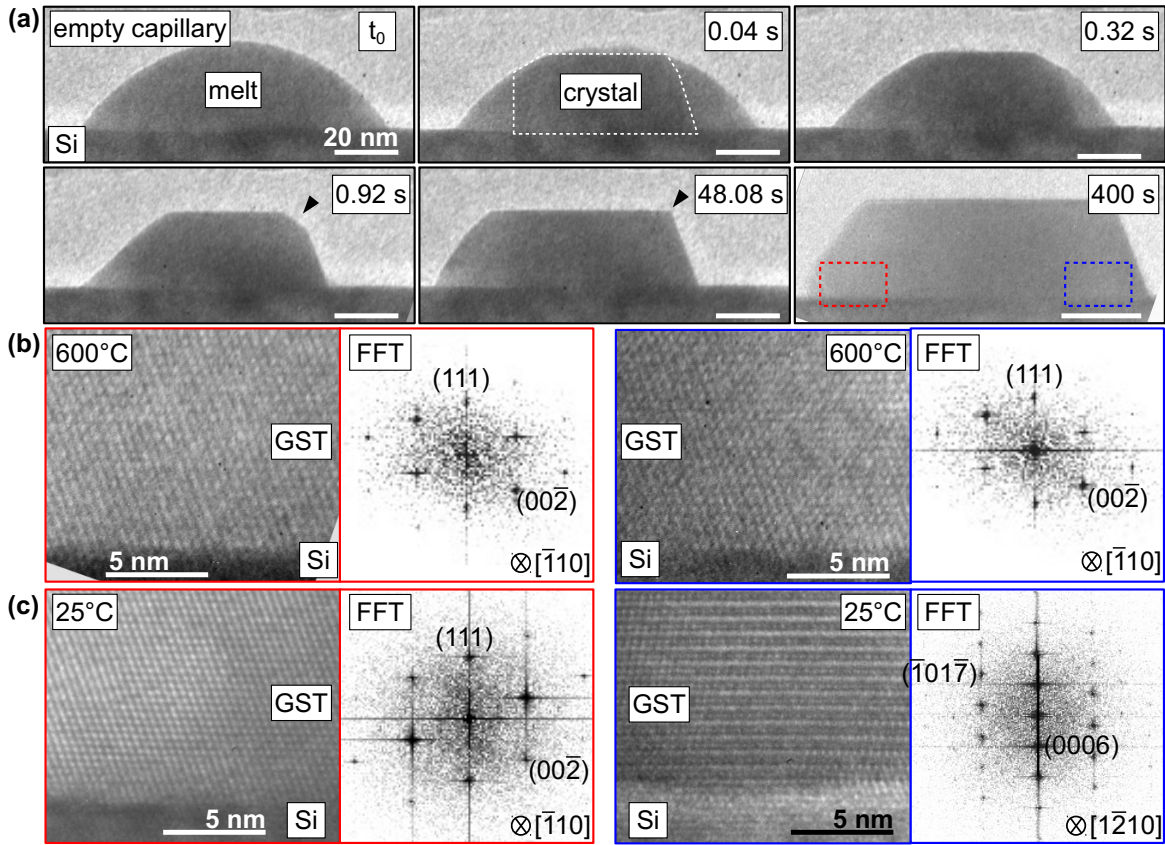 (a)
empty capillary
t₀
melt
Si
20 nm
0.04 s
crystal
0.32 s
0.92 s
48.08 s
400 s
(b)
600°C
GST
Si
5 nm
FFT
(111)
(002̅)
⊗[1̅10]
600°C
GST
Si
5 nm
FFT
(111)
(002̅)
⊗[1̅10]
(c)
25°C
GST
Si
5 nm
FFT
(111)
(002̅)
⊗[1̅10]
25°C
GST
Si
5 nm
FFT
(1̅017̅)
(0006)
⊗[12̅10]